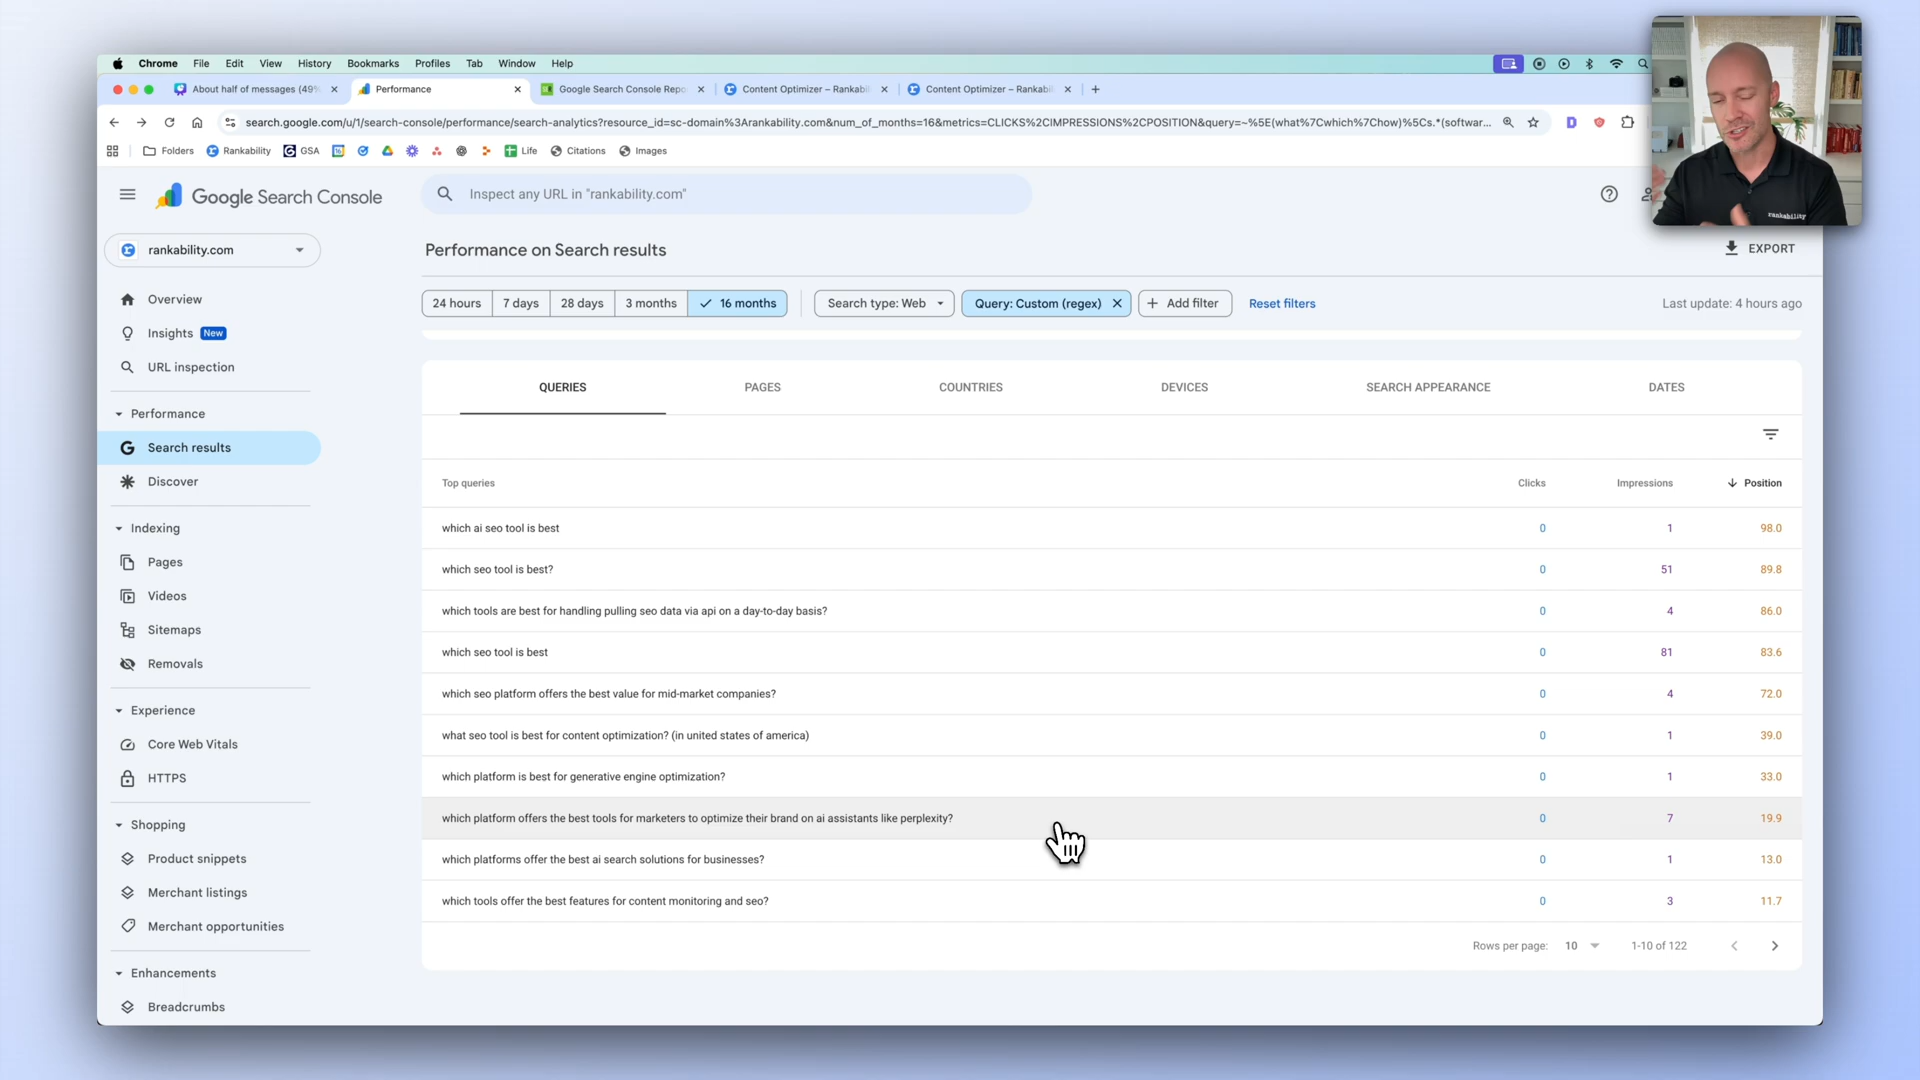 Chrome File Edit View History Bookmarks Profiles Tab Window Help
About half of messages (49% Performance Google Search Console Repo Content Optimizer – Rankabil Content Optimizer – Rankabil
search.google.com/u/1/search-console/performance/search-analytics?resource_id=sc-domain%3Arankability.com&num_of_months=16&metrics=CLICKS%2CIMPRESSIONS%2CPOSITION&query=~%5E(what%7Cwhich%7Chow)%5Cs.*(softwar...
Folders Rankability GSA Life Citations Images
Google Search Console
Inspect any URL in "rankability.com"
rankability
rankability.com
Performance on Search results
EXPORT
24 hours 7 days 28 days 3 months 16 months Search type: Web Query: Custom (regex) Add filter Reset filters Last update: 4 hours ago
Overview
Insights New
URL inspection
Performance
Search results
Discover
Indexing
Pages
Videos
Sitemaps
Removals
Experience
Core Web Vitals
HTTPS
Shopping
Product snippets
Merchant listings
Merchant opportunities
Enhancements
Breadcrumbs
QUERIES PAGES COUNTRIES DEVICES SEARCH APPEARANCE DATES
Top queries Clicks Impressions Position
which ai seo tool is best 0 1 98.0
which seo tool is best? 0 51 89.8
which tools are best for handling pulling seo data via api on a day-to-day basis? 0 4 86.0
which seo tool is best 0 81 83.6
which seo platform offers the best value for mid-market companies? 0 4 72.0
what seo tool is best for content optimization? (in united states of america) 0 1 39.0
which platform is best for generative engine optimization? 0 1 33.0
which platform offers the best tools for marketers to optimize their brand on ai assistants like perplexity? 0 7 19.9
which platforms offer the best ai search solutions for businesses? 0 1 13.0
which tools offer the best features for content monitoring and seo? 0 3 11.7
Rows per page: 10 1-10 of 122